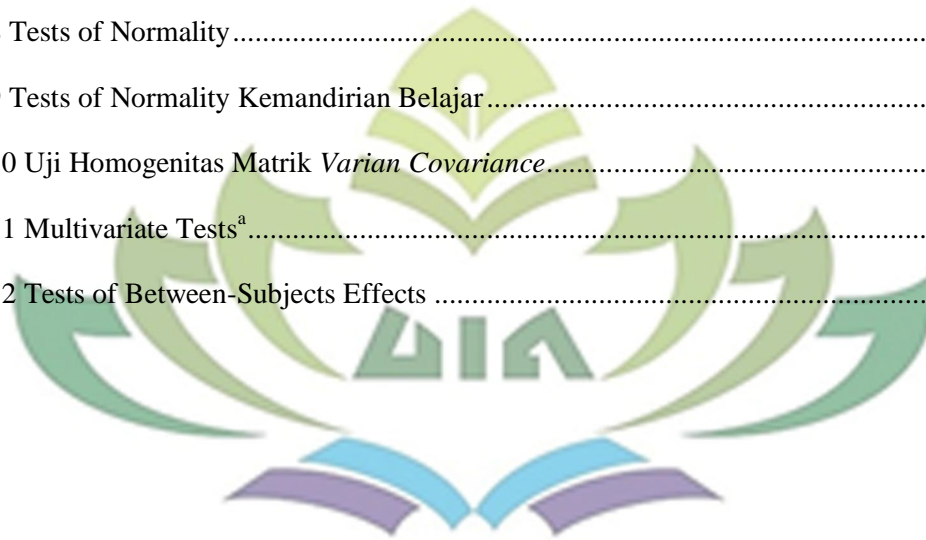 Tests of Normality
Tests of Normality Kemandirian Belajar
0 Uji Homogenitas Matrik Varian Covariance
1 Multivariate Testsᵃ
2 Tests of Between-Subjects Effects
UIN